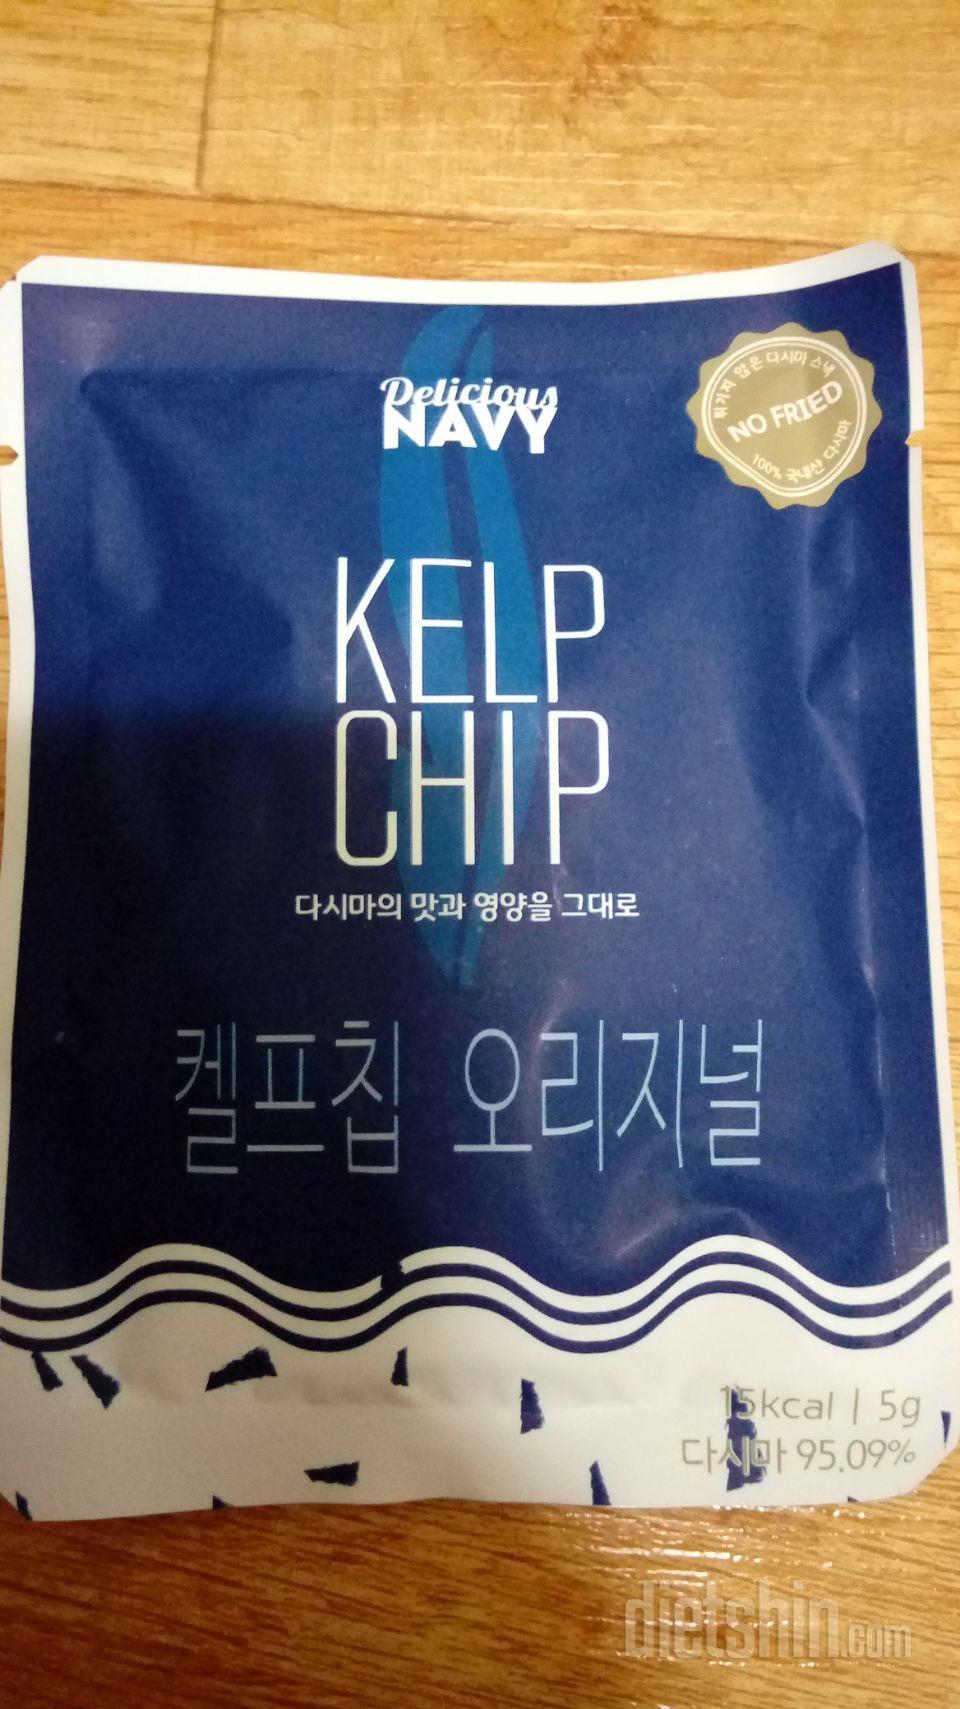 Delicious
NAVY
튀기지 않은 다시마 스낵
NO FRIED
100% 국내산 다시마
KELP
CHIP
다시마의 맛과 영양을 그대로
켈프칩 오리지널
15kcal | 5g
다시마 95.09%
dietshin.com